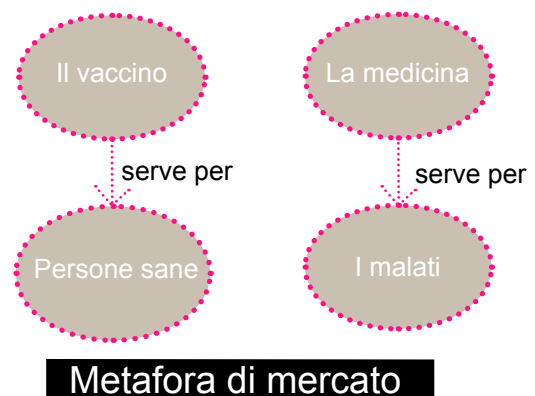 Il vaccino
La medicina
serve per
serve per
Persone sane
I malati
Metafora di mercato